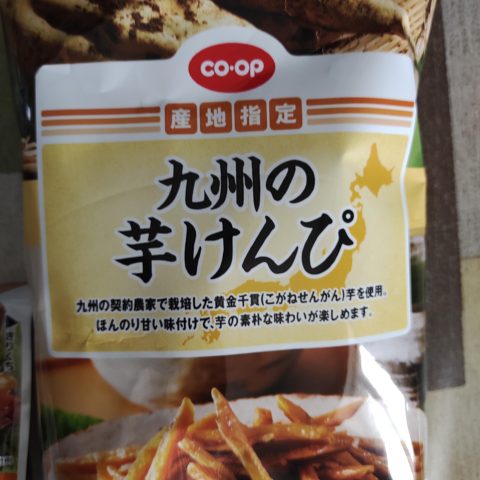 CO·OP
産地指定
九州の
芋けんぴ
九州の契約農家で栽培した黄金千貫(こがねせんがん)芋を使用。
ほんのり甘い味付けで、芋の素朴な味わいが楽しめます。